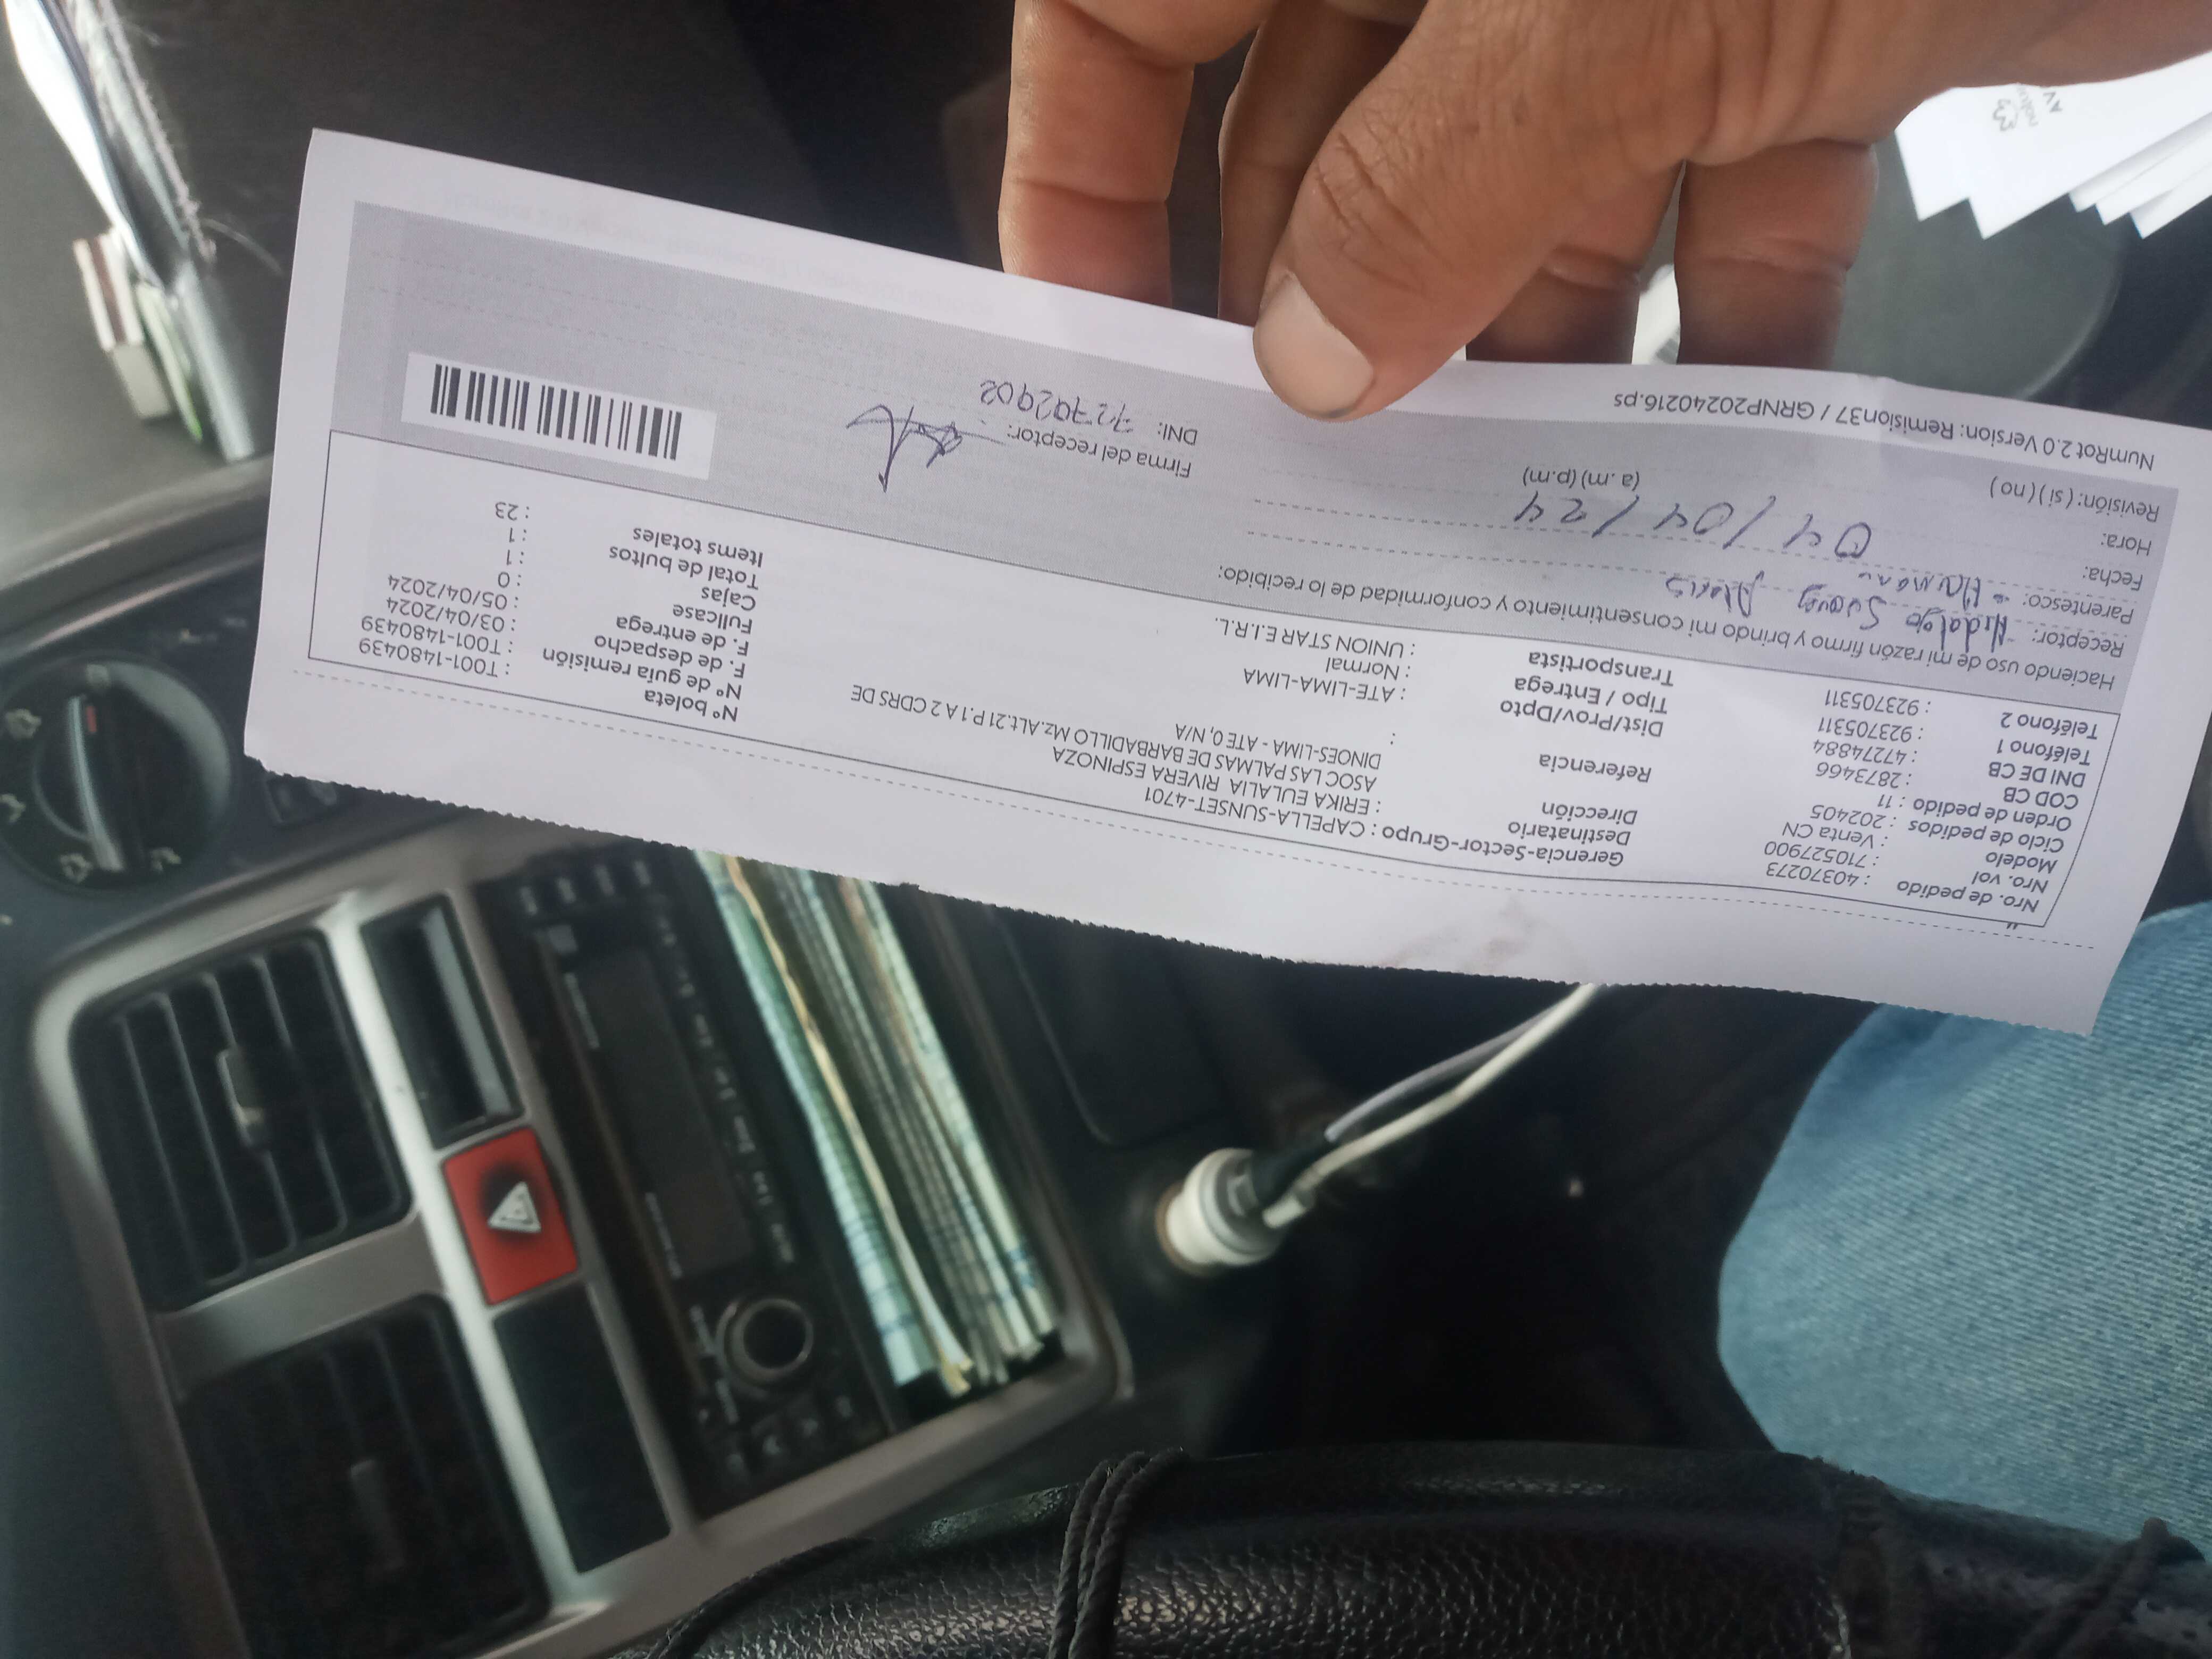 Nro. de pedido : 40370273
Nro. vol : 710527900
Modelo : Venta CN
Ciclo de pedidos : 202405
Orden de pedido : 11
COD CB : 2873466
DNI DE CB : 47274884
Teléfono 1 : 923705311
Teléfono 2 : 923705311
Gerencia-Sector-Grupo : CAPELLA-SUNSET-4701
Destinatario : ERIKA EULALIA RIVERA ESPINOZA
Dirección ASOC LAS PALMAS DE BARBADILLO Mz.A Lt.21 P.1 A 2 CDRS DE
DINOES-LIMA - ATE 0, N/A
Referencia :
Dist/Prov/Dpto : ATE-LIMA-LIMA
Tipo / Entrega : Normal
Transportista : UNION STAR E.I.R.L.
Nº boleta : T001-1480439
Nº de guía remisión : T001-1480439
F. de despacho : 03/04/2024
F. de entrega : 05/04/2024
Fullcase : 0
Cajas : 1
Total de bultos : 1
Items totales : 23
Haciendo uso de mi razón firmo y brindo mi consentimiento y conformidad de lo recibido:
Receptor: Hidalgo Suarez Alexis
Parentesco: Hermano
Fecha: 04/04/24
Hora: (a.m) (p.m)
Revisión: ( si ) ( no )
Firma del receptor:
DNI: 72792902
NumRot 2.0 Version: Remision37 / GRNP20240216.ps
AV